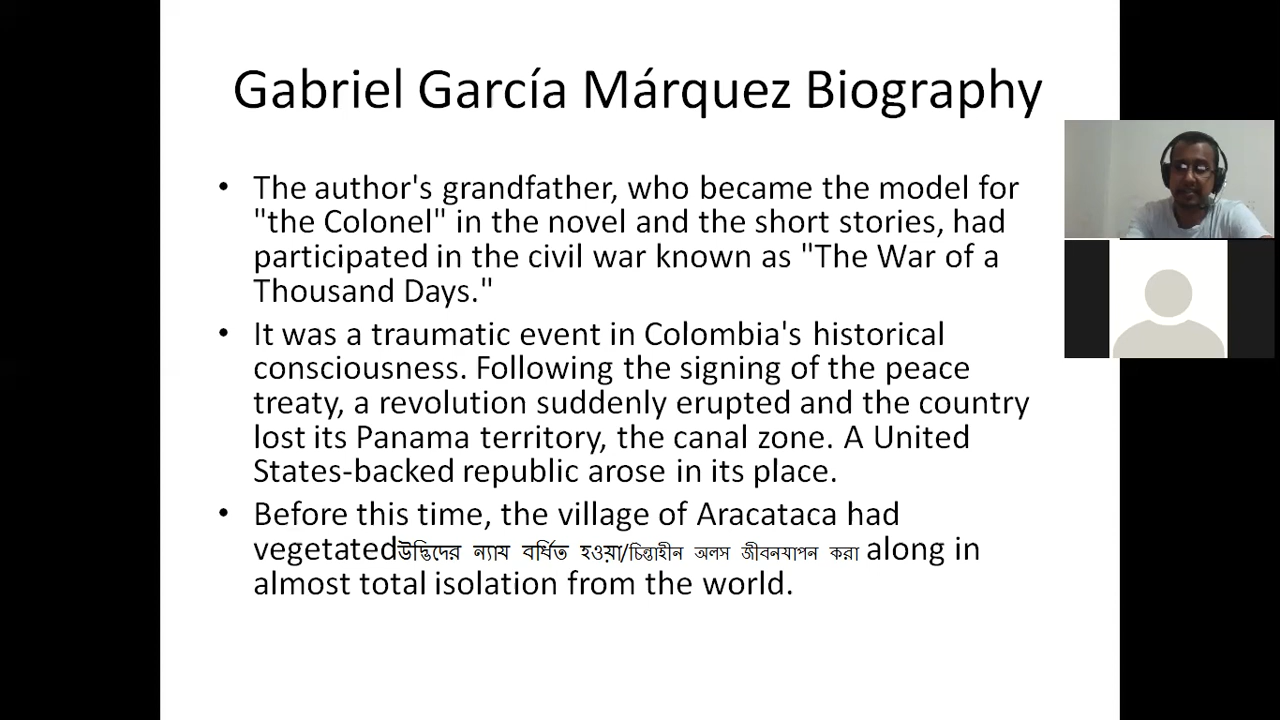 Gabriel García Márquez Biography
• The author's grandfather, who became the model for
"the Colonel" in the novel and the short stories, had
participated in the civil war known as "The War of a
Thousand Days."
• It was a traumatic event in Colombia's historical
consciousness. Following the signing of the peace
treaty, a revolution suddenly erupted and the country
lost its Panama territory, the canal zone. A United
States-backed republic arose in its place.
• Before this time, the village of Aracataca had
vegetatedউদ্ভিদের ন্যায বর্ধিত হওয়া/চিন্তাহীন অলস জীবনযাপন করা along in
almost total isolation from the world.